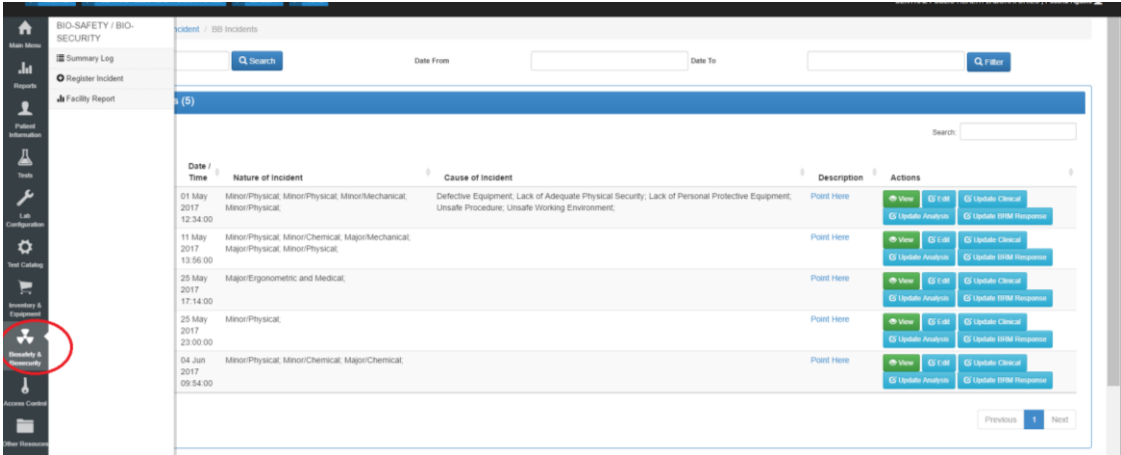 Main Menu
Reports
Patient
Information
Tests
Lab
Configuration
Test Catalog
Inventory &
Equipment
Biosafety &
Biosecurity
Access Control
Other Resources
BIO-SAFETY / BIO-
SECURITY
Summary Log
Register Incident
Facility Report
ncident / BB Incidents
Search Date From Date To Filter
s (5)
Search:
Date /
Time Nature of Incident Cause of Incident Description Actions
01 May Minor/Physical; Minor/Physical; Minor/Mechanical; Defective Equipment; Lack of Adequate Physical Security; Lack of Personal Protective Equipment; Point Here View Edit Update Clinical
2017 Minor/Physical; Unsafe Procedure; Unsafe Working Environment; Update Analysis Update BRM Response
12:34:00
11 May Minor/Physical; Minor/Chemical; Major/Mechanical; Point Here View Edit Update Clinical
2017 Major/Physical; Minor/Physical; Update Analysis Update BRM Response
13:56:00
25 May Major/Ergonometric and Medical; Point Here View Edit Update Clinical
2017 Update Analysis Update BRM Response
17:14:00
25 May Minor/Physical; Point Here View Edit Update Clinical
2017 Update Analysis Update BRM Response
23:00:00
04 Jun Minor/Physical; Minor/Chemical; Major/Chemical; Point Here View Edit Update Clinical
2017 Update Analysis Update BRM Response
09:54:00
Previous 1 Next